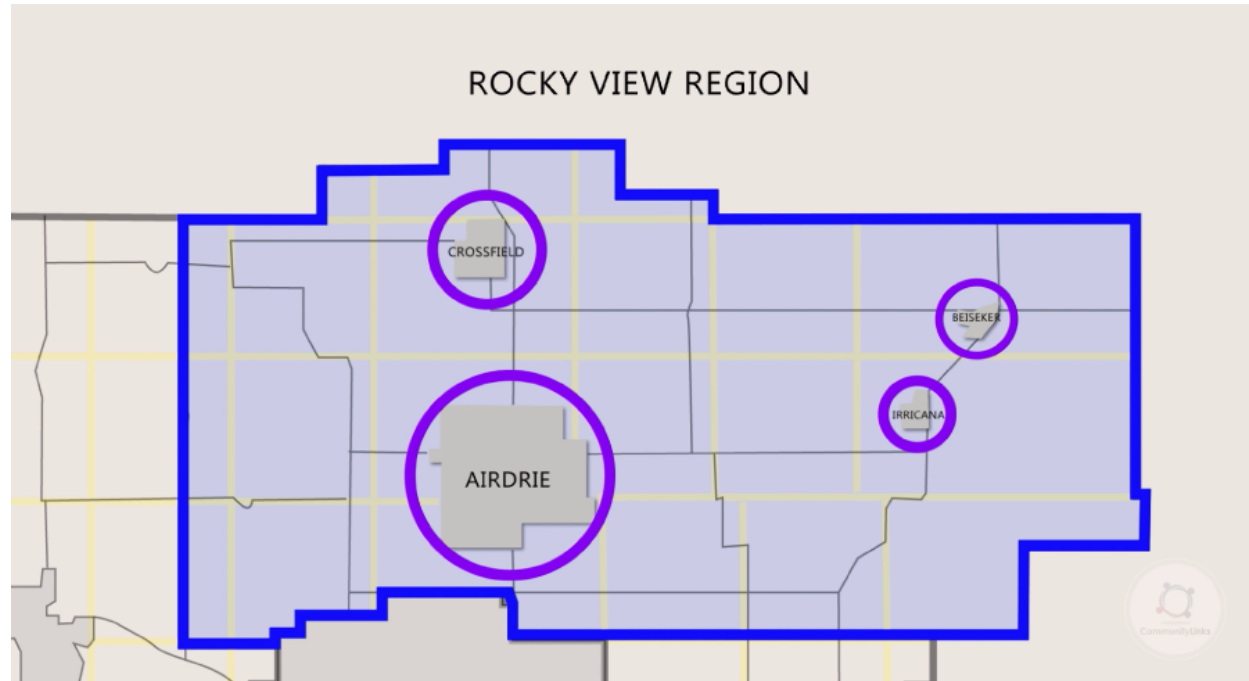 ROCKY VIEW REGION
CROSSFIELD
BEISEKER
IRRICANA
AIRDRIE
CommunityLinks